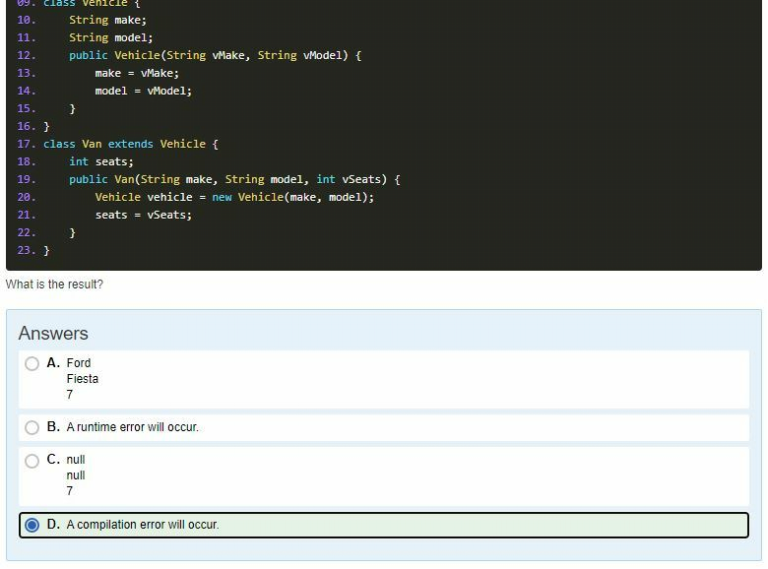 09. class Vehicle {
10. String make;
11. String model;
12. public Vehicle(String vMake, String vModel) {
13. make = vMake;
14. model = vModel;
15. }
16. }
17. class Van extends Vehicle {
18. int seats;
19. public Van(String make, String model, int vSeats) {
20. Vehicle vehicle = new Vehicle(make, model);
21. seats = vSeats;
22. }
23. }
What is the result?
Answers
A. Ford
Fiesta
7
B. A runtime error will occur.
C. null
null
7
D. A compilation error will occur.